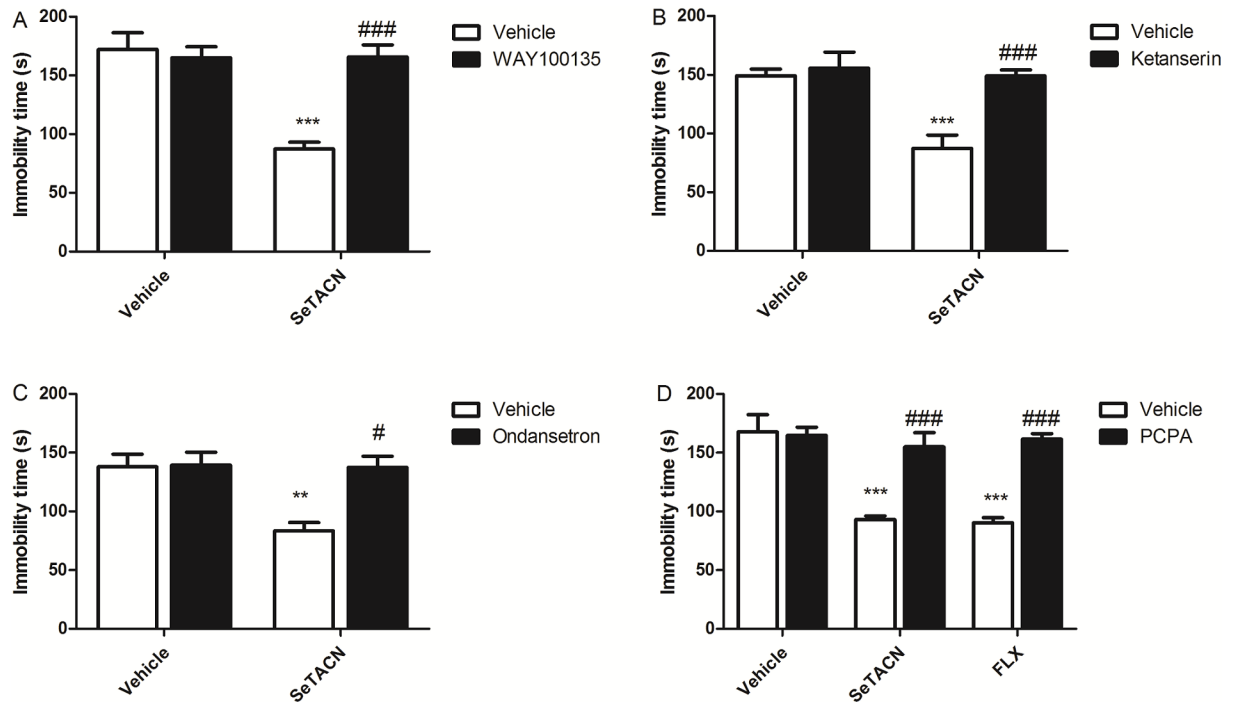 A
Immobility time (s)
200
150
100
50
0
***
###
Vehicle
WAY100135
Vehicle
SeTACN
B
Immobility time (s)
200
150
100
50
0
***
###
Vehicle
Ketanserin
Vehicle
SeTACN
C
Immobility time (s)
200
150
100
50
0
**
#
Vehicle
Ondansetron
Vehicle
SeTACN
D
Immobility time (s)
200
150
100
50
0
***
###
***
###
Vehicle
PCPA
Vehicle
SeTACN
FLX